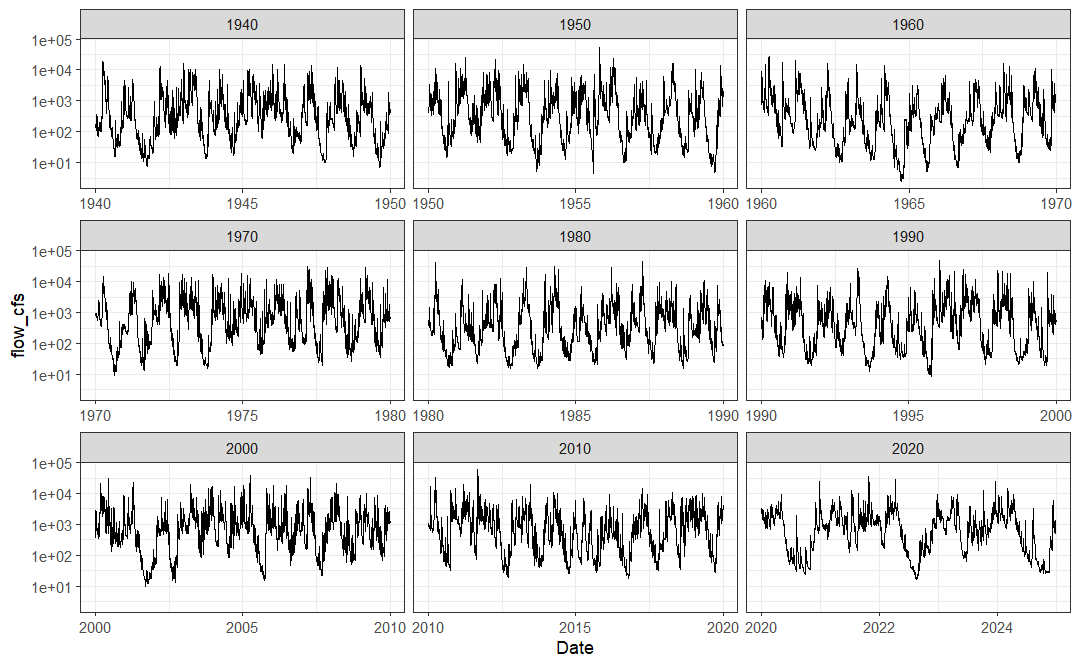 1940 1950 1960
1e+05
1e+04
1e+03
1e+02
1e+01
1940 1945 1950 1950 1955 1960 1960 1965 1970
1970 1980 1990
1e+05
1e+04
1e+03
1e+02
1e+01
1970 1975 1980 1980 1985 1990 1990 1995 2000
2000 2010 2020
1e+05
1e+04
1e+03
1e+02
1e+01
2000 2005 2010 2010 2015 2020 2020 2022 2024
flow_cfs
Date